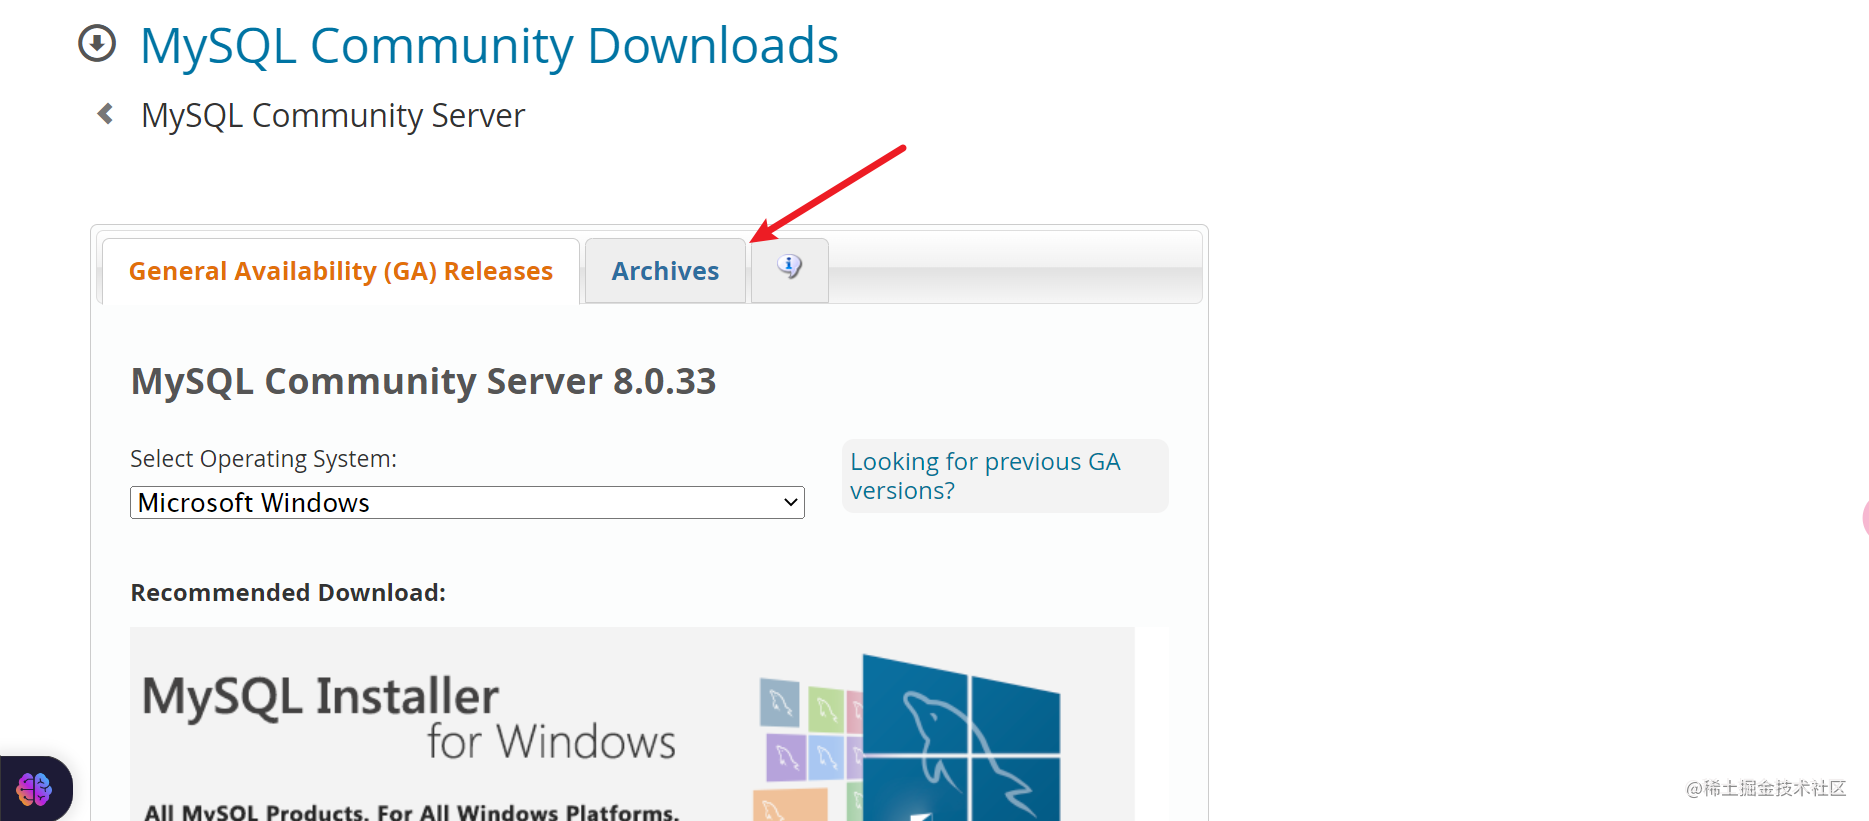 MySQL Community Downloads
MySQL Community Server
General Availability (GA) Releases
Archives
MySQL Community Server 8.0.33
Select Operating System:
Microsoft Windows
Looking for previous GA
versions?
Recommended Download:
MySQL Installer
for Windows
All MySQL Products. For All Windows Platforms.
@稀土掘金技术社区